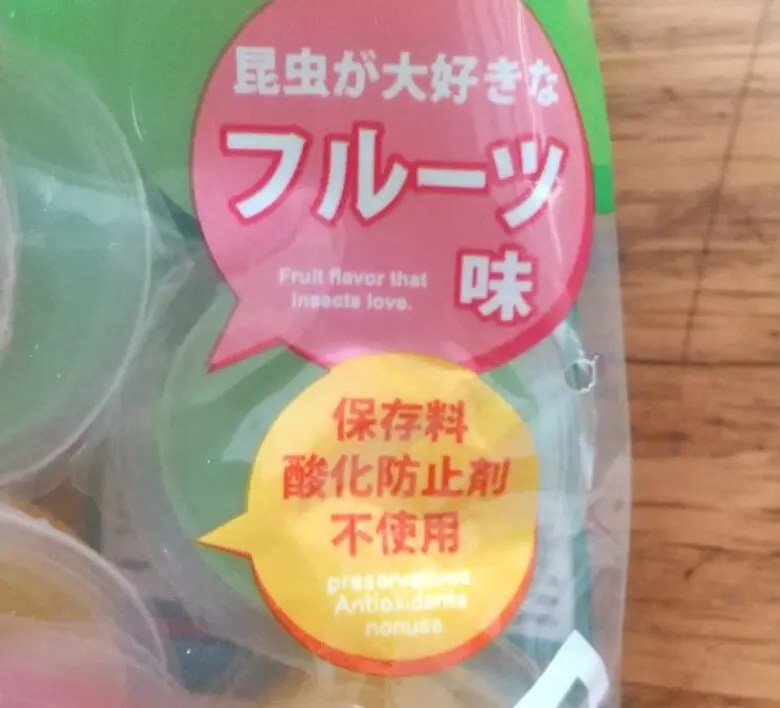 昆虫が大好きな
フルーツ
味
Fruit flavor that
insects love.
保存料
酸化防止剤
不使用
preservatives
Antioxidams
nonuse